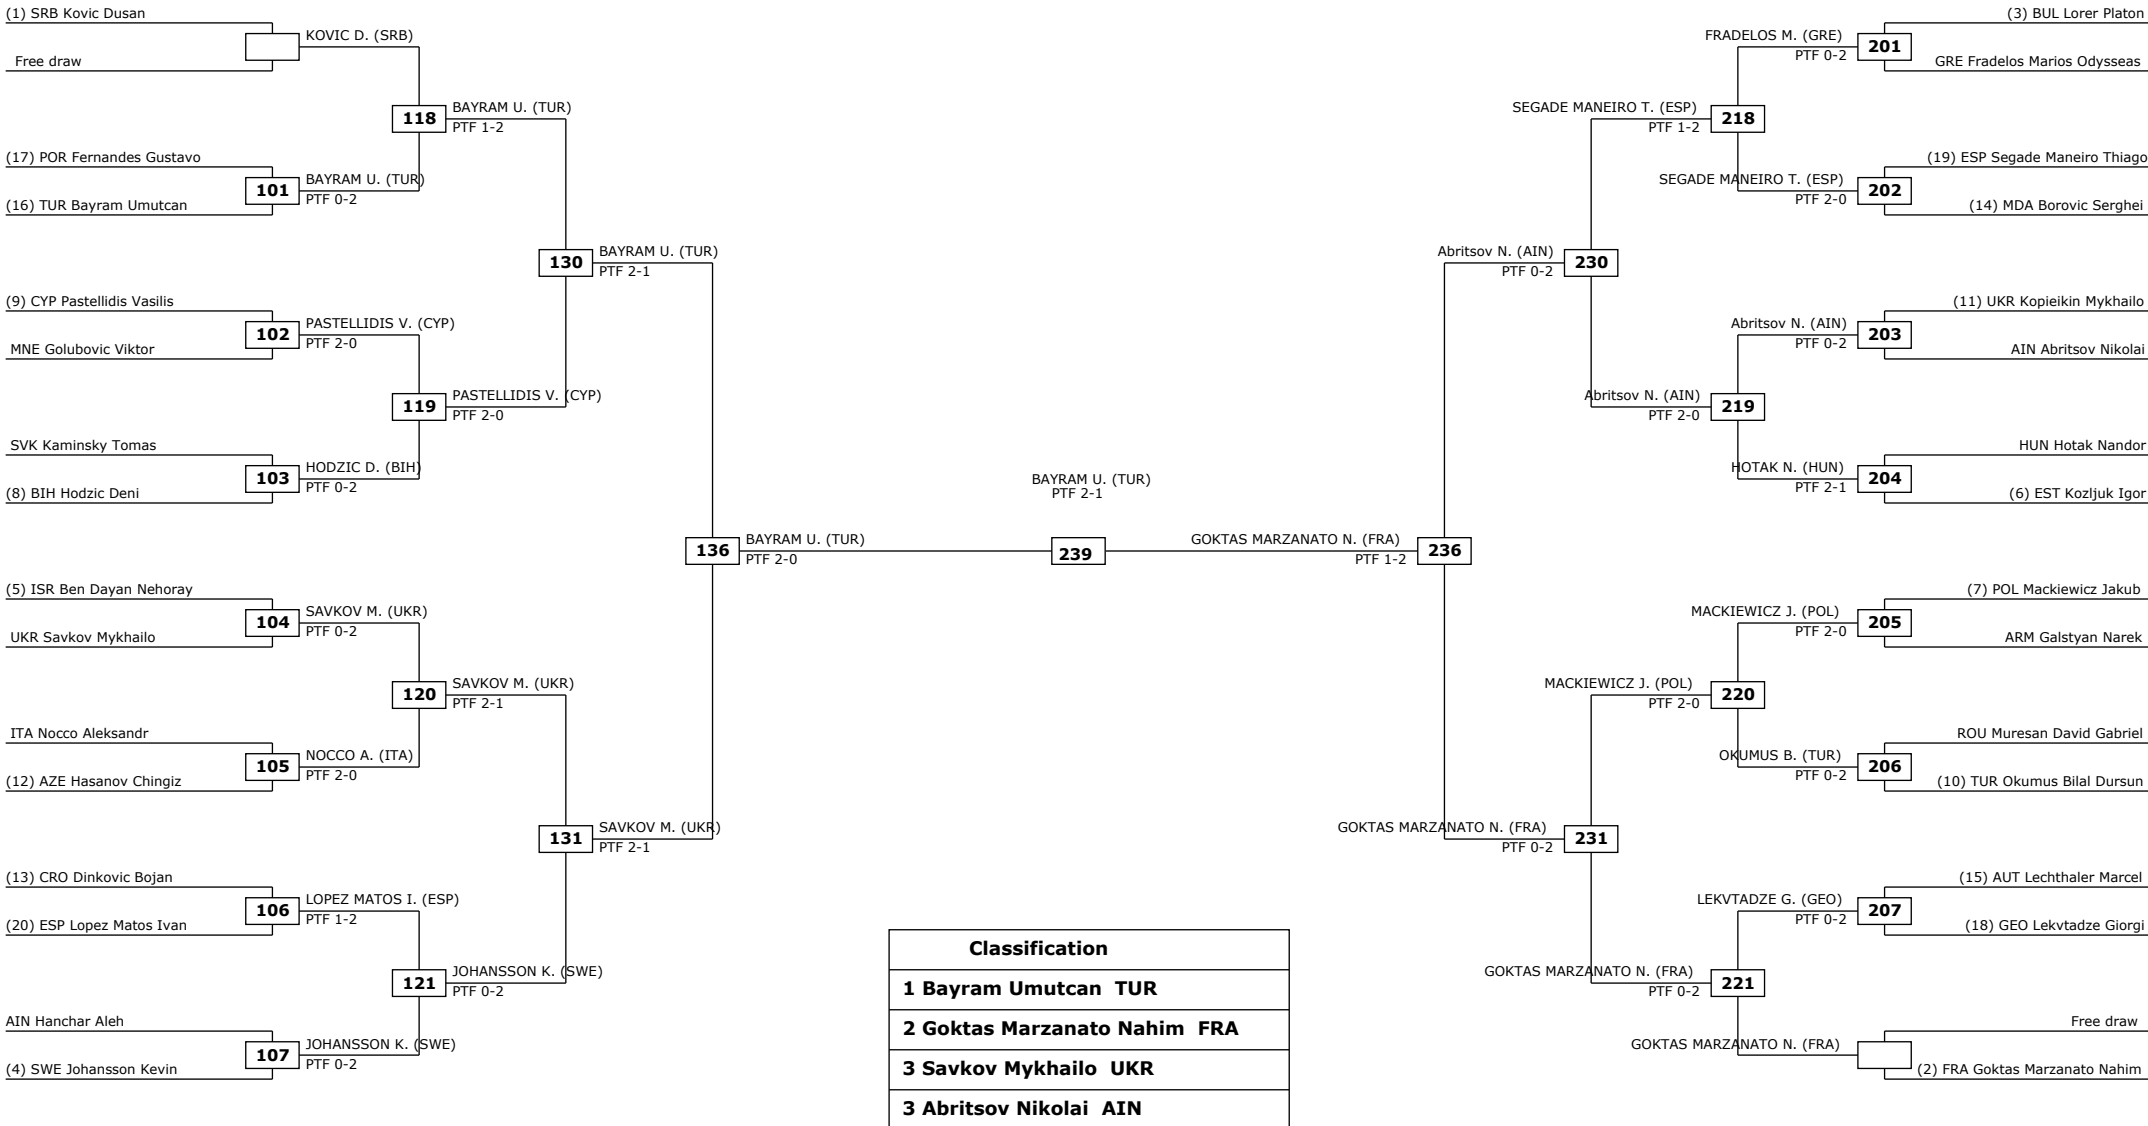 (1) SRB Kovic Dusan
KOVIC D. (SRB)
Free draw
118
BAYRAM U. (TUR)
PTF 1-2
(17) POR Fernandes Gustavo
101
BAYRAM U. (TUR)
PTF 0-2
(16) TUR Bayram Umutcan
130
BAYRAM U. (TUR)
PTF 2-1
(9) CYP Pastellidis Vasilis
102
PASTELLIDIS V. (CYP)
PTF 2-0
MNE Golubovic Viktor
119
PASTELLIDIS V. (CYP)
PTF 2-0
SVK Kaminsky Tomas
103
HODZIC D. (BIH)
PTF 0-2
(8) BIH Hodzic Deni
136
BAYRAM U. (TUR)
PTF 2-0
(5) ISR Ben Dayan Nehoray
104
SAVKOV M. (UKR)
PTF 0-2
UKR Savkov Mykhailo
120
SAVKOV M. (UKR)
PTF 2-1
ITA Nocco Aleksandr
105
NOCCO A. (ITA)
PTF 2-0
(12) AZE Hasanov Chingiz
131
SAVKOV M. (UKR)
PTF 2-1
(13) CRO Dinkovic Bojan
106
LOPEZ MATOS I. (ESP)
PTF 1-2
(20) ESP Lopez Matos Ivan
121
JOHANSSON K. (SWE)
PTF 0-2
AIN Hanchar Aleh
107
JOHANSSON K. (SWE)
PTF 0-2
(4) SWE Johansson Kevin
BAYRAM U. (TUR)
PTF 2-1
239
(3) BUL Lorer Platon
FRADELOS M. (GRE)
PTF 0-2
201
GRE Fradelos Marios Odysseas
SEGADE MANEIRO T. (ESP)
PTF 1-2
218
(19) ESP Segade Maneiro Thiago
SEGADE MANEIRO T. (ESP)
PTF 2-0
202
(14) MDA Borovic Serghei
Abritsov N. (AIN)
PTF 0-2
230
(11) UKR Kopieikin Mykhailo
Abritsov N. (AIN)
PTF 0-2
203
AIN Abritsov Nikolai
Abritsov N. (AIN)
PTF 2-0
219
HUN Hotak Nandor
HOTAK N. (HUN)
PTF 2-1
204
(6) EST Kozljuk Igor
GOKTAS MARZANATO N. (FRA)
PTF 1-2
236
(7) POL Mackiewicz Jakub
MACKIEWICZ J. (POL)
PTF 2-0
205
ARM Galstyan Narek
MACKIEWICZ J. (POL)
PTF 2-0
220
ROU Muresan David Gabriel
OKUMUS B. (TUR)
PTF 0-2
206
(10) TUR Okumus Bilal Dursun
GOKTAS MARZANATO N. (FRA)
PTF 0-2
231
(15) AUT Lechthaler Marcel
LEKVTADZE G. (GEO)
PTF 0-2
207
(18) GEO Lekvtadze Giorgi
GOKTAS MARZANATO N. (FRA)
PTF 0-2
221
Free draw
GOKTAS MARZANATO N. (FRA)
(2) FRA Goktas Marzanato Nahim
Classification
1 Bayram Umutcan TUR
2 Goktas Marzanato Nahim FRA
3 Savkov Mykhailo UKR
3 Abritsov Nikolai AIN